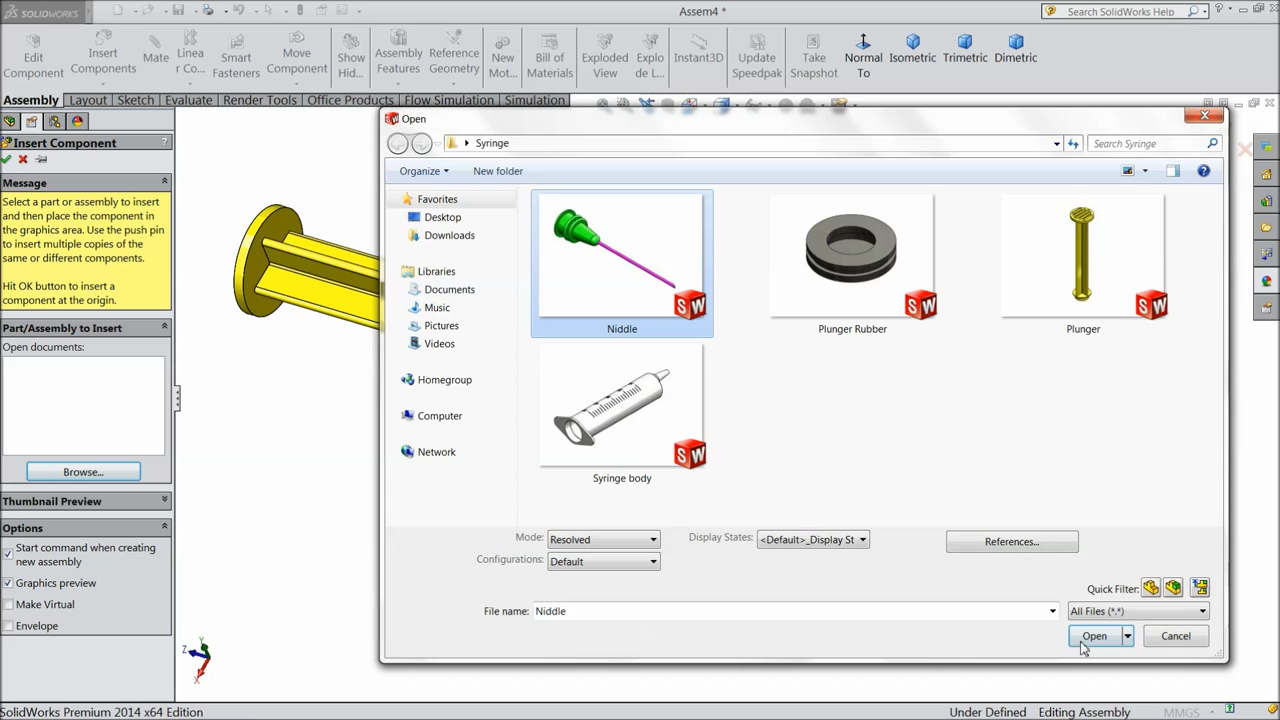 SOLIDWORKS
Assem4 *
Search SolidWorks Help
Edit
Component
Insert
Components
Mate
Linea
r Co...
Smart
Fasteners
Move
Component
Show
Hid...
Assembly
Features
Reference
Geometry
New
Mot...
Bill of
Materials
Exploded
View
Explo
de L...
Instant3D
Update
Speedpak
Take
Snapshot
Normal
To
Isometric
Trimetric
Dimetric
Assembly
Layout
Sketch
Evaluate
Render Tools
Office Products
Flow Simulation
Simulation
Insert Component
?
Message
Select a part or assembly to insert
and then place the component in
the graphics area. Use the push pin
to insert multiple copies of the
same or different components.
Hit OK button to insert a
component at the origin.
Part/Assembly to Insert
Open documents:
Browse...
Thumbnail Preview
Options
Start command when creating
new assembly
Graphics preview
Make Virtual
Envelope
Open
Syringe
Search Syringe
Organize
New folder
Favorites
Desktop
Downloads
Libraries
Documents
Music
Pictures
Videos
Homegroup
Computer
Network
SW
Niddle
SW
Plunger Rubber
SW
Plunger
SW
Syringe body
Mode:
Resolved
Display States:
<Default>_Display St
References...
Configurations:
Default
Quick Filter:
File name:
Niddle
All Files (*.*)
Open
Cancel
Y
Z
X
SolidWorks Premium 2014 x64 Edition
Under Defined
Editing Assembly
MMGS